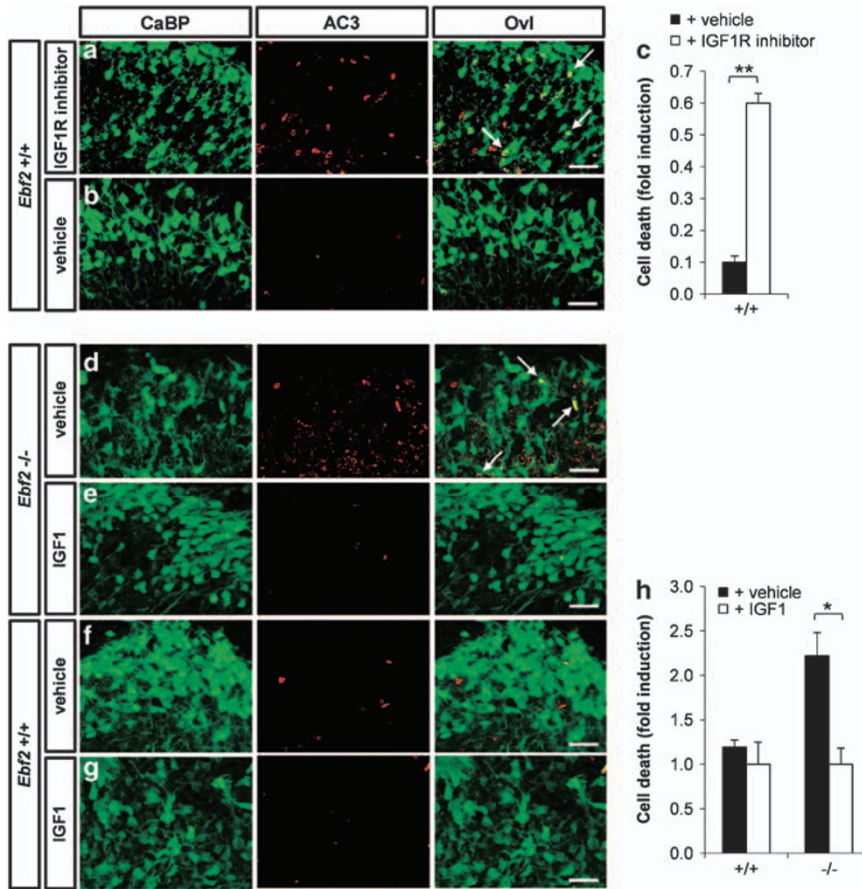 CaBP AC3 Ovl
Ebf2 +/+
IGF1R inhibitor
a
vehicle
b
c
+ vehicle
+ IGF1R inhibitor
**
Cell death (fold induction)
0.7
0.6
0.5
0.4
0.3
0.2
0.1
0.0
+/+
Ebf2 -/-
vehicle
d
IGF1
e
Ebf2 +/+
vehicle
f
IGF1
g
h
+ vehicle
+ IGF1
*
Cell death (fold induction)
3.0
2.5
2.0
1.5
1.0
0.5
0.0
+/+ -/-